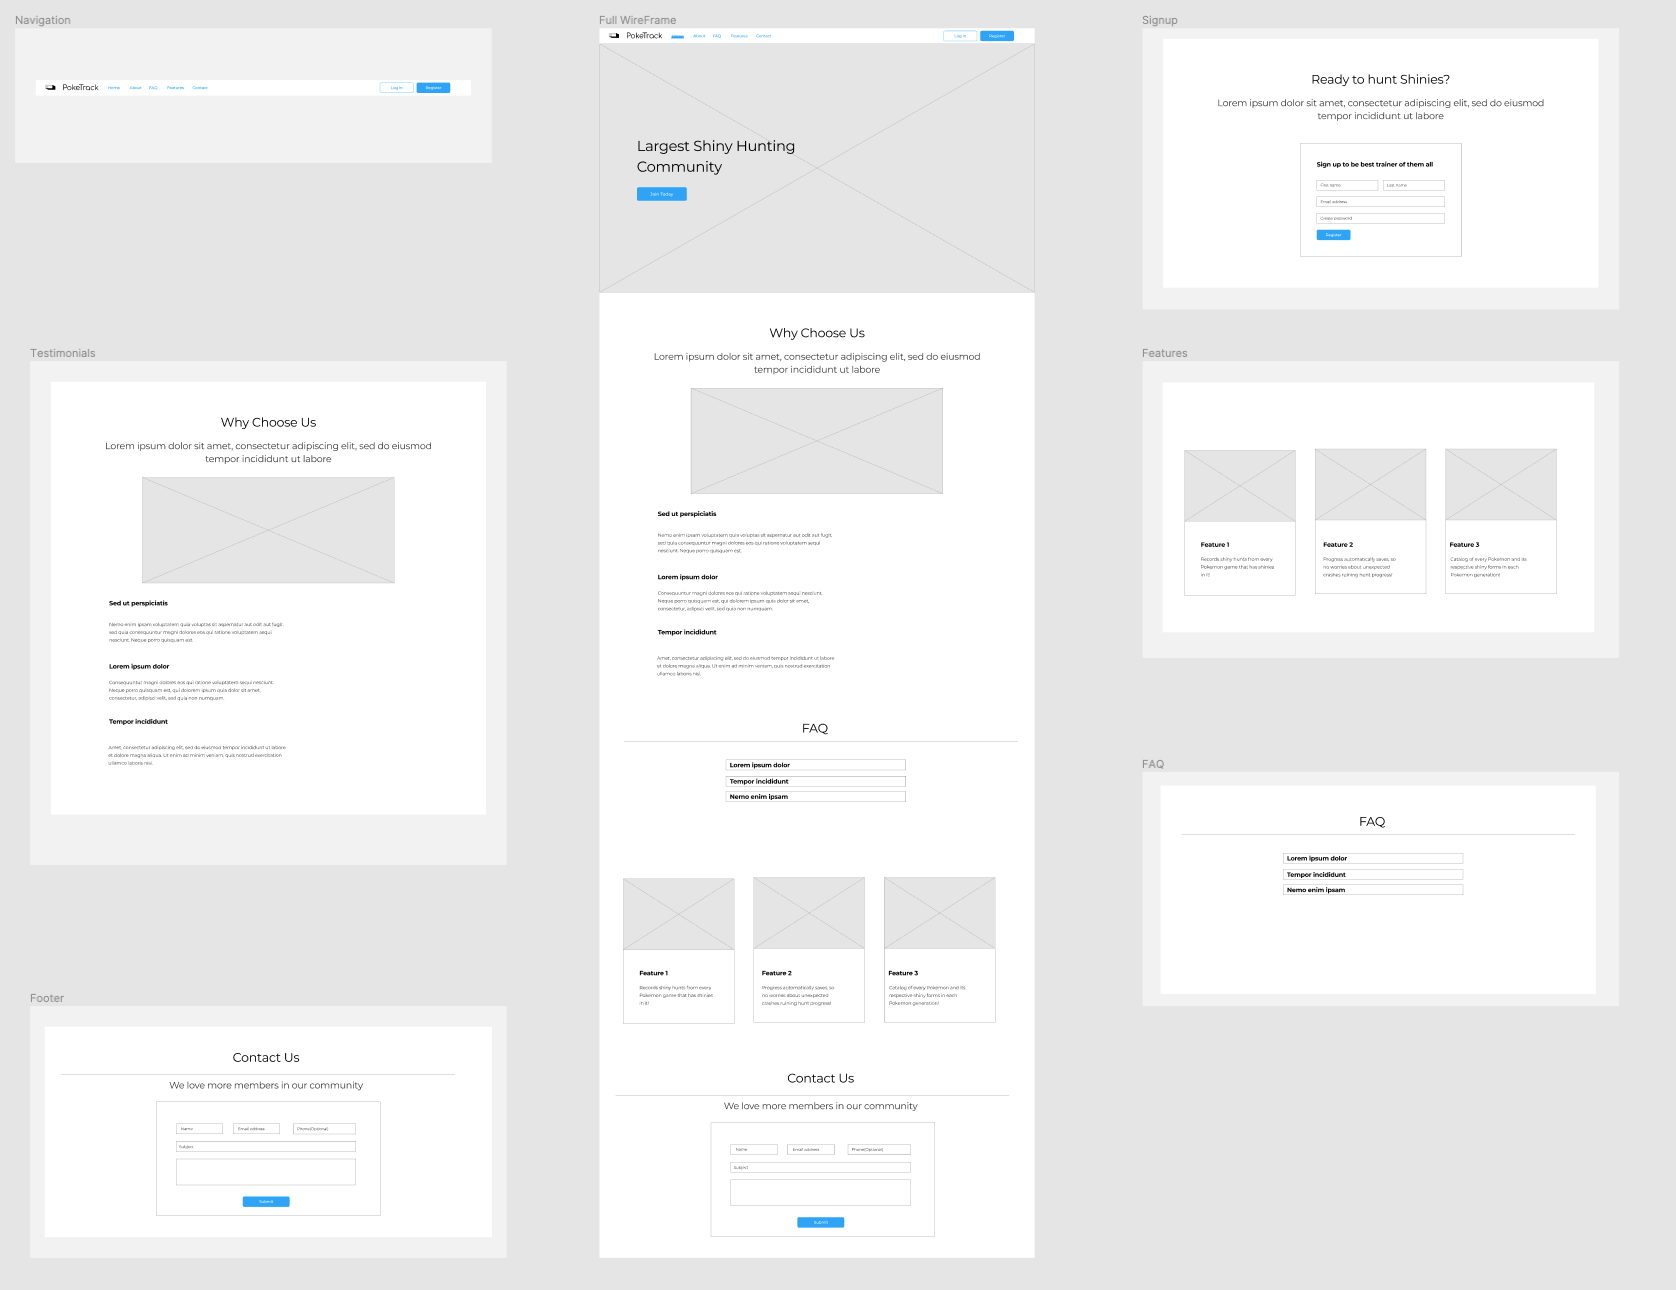 Navigation
PokeTrack Home About FAQ Features Contact Log In Register
Testimonials
Why Choose Us
Lorem ipsum dolor sit amet, consectetur adipiscing elit, sed do eiusmod
tempor incididunt ut labore
Sed ut perspiciatis
Nemo enim ipsam voluptatem quia voluptas sit aspernatur aut odit aut fugit,
sed quia consequuntur magni dolores eos qui ratione voluptatem sequi
nesciunt. Neque porro quisquam est.
Lorem ipsum dolor
Consequuntur magni dolores eos qui ratione voluptatem sequi nesciunt.
Neque porro quisquam est, qui dolorem ipsum quia dolor sit amet,
consectetur, adipisci velit, sed quia non numquam.
Tempor incididunt
Amet, consectetur adipiscing elit, sed do eiusmod tempor incididunt ut labore
et dolore magna aliqua. Ut enim ad minim veniam, quis nostrud exercitation
ullamco laboris nisi.
Footer
Contact Us
We love more members in our community
Name Email address Phone(Optional)
Subject
Submit
Full WireFrame
PokeTrack About FAQ Features Contact Log In Register
Largest Shiny Hunting
Community
Join Today
Why Choose Us
Lorem ipsum dolor sit amet, consectetur adipiscing elit, sed do eiusmod
tempor incididunt ut labore
Sed ut perspiciatis
Nemo enim ipsam voluptatem quia voluptas sit aspernatur aut odit aut fugit,
sed quia consequuntur magni dolores eos qui ratione voluptatem sequi
nesciunt. Neque porro quisquam est.
Lorem ipsum dolor
Consequuntur magni dolores eos qui ratione voluptatem sequi nesciunt.
Neque porro quisquam est, qui dolorem ipsum quia dolor sit amet,
consectetur, adipisci velit, sed quia non numquam.
Tempor incididunt
Amet, consectetur adipiscing elit, sed do eiusmod tempor incididunt ut labore
et dolore magna aliqua. Ut enim ad minim veniam, quis nostrud exercitation
ullamco laboris nisi.
FAQ
Lorem ipsum dolor
Tempor incididunt
Nemo enim ipsam
Feature 1
Records shiny hunts from every
Pokemon game that has shinies
in it!
Feature 2
Progress automatically saves, so
no worries about unexpected
crashes ruining hunt progress!
Feature 3
Catalog of every Pokemon and its
respective shiny forms in each
Pokemon generation!
Contact Us
We love more members in our community
Name Email address Phone(Optional)
Subject
Submit
Signup
Ready to hunt Shinies?
Lorem ipsum dolor sit amet, consectetur adipiscing elit, sed do eiusmod
tempor incididunt ut labore
Sign up to be best trainer of them all
First name Last name
Email address
Create password
Register
Features
Feature 1
Records shiny hunts from every
Pokemon game that has shinies
in it!
Feature 2
Progress automatically saves, so
no worries about unexpected
crashes ruining hunt progress!
Feature 3
Catalog of every Pokemon and its
respective shiny forms in each
Pokemon generation!
FAQ
FAQ
Lorem ipsum dolor
Tempor incididunt
Nemo enim ipsam